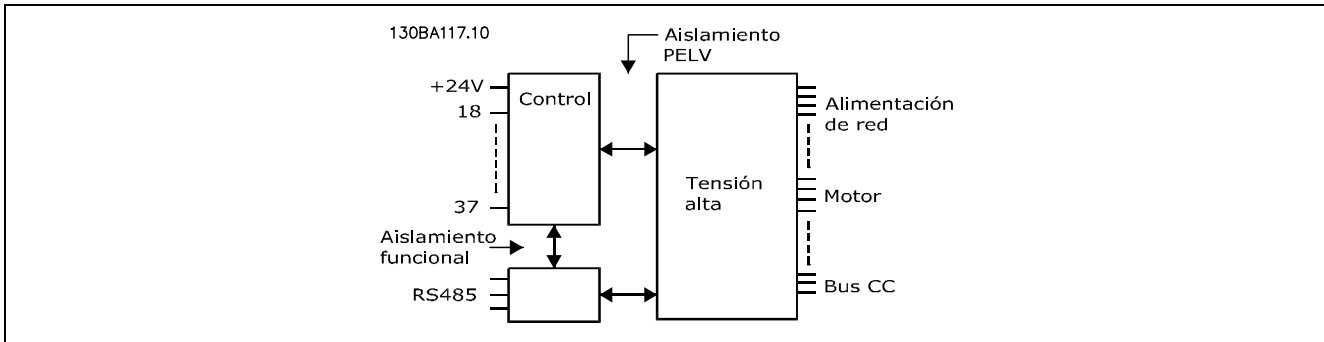 130BA117.10
Aislamiento
PELV
+24V
Control
18
37
Aislamiento
funcional
RS485
Tensión
alta
Alimentación
de red
Motor
Bus CC